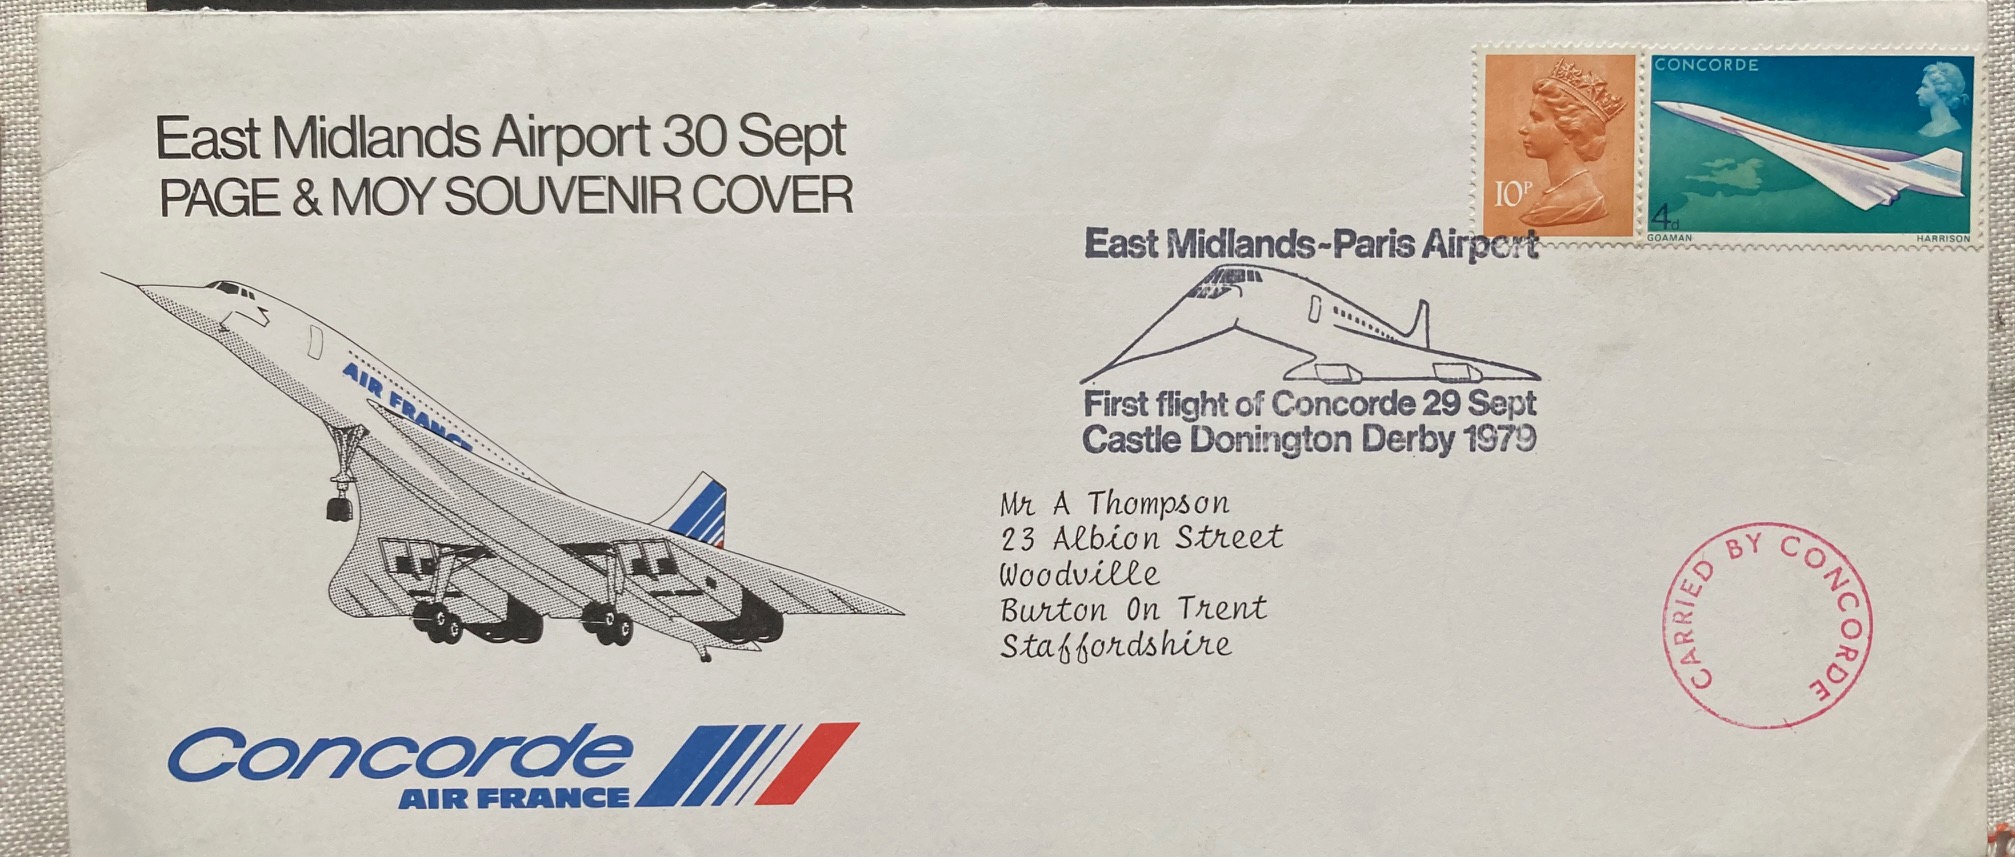 East Midlands Airport 30 Sept
PAGE & MOY SOUVENIR COVER
CONCORDE
10P
4d
GOAMAN
HARRISON
East Midlands~Paris Airport
First flight of Concorde 29 Sept
Castle Donington Derby 1979
AIR FRANCE
Mr A Thompson
23 Albion Street
Woodville
Burton On Trent
Staffordshire
CARRIED BY CONCORDE
Concorde
AIR FRANCE